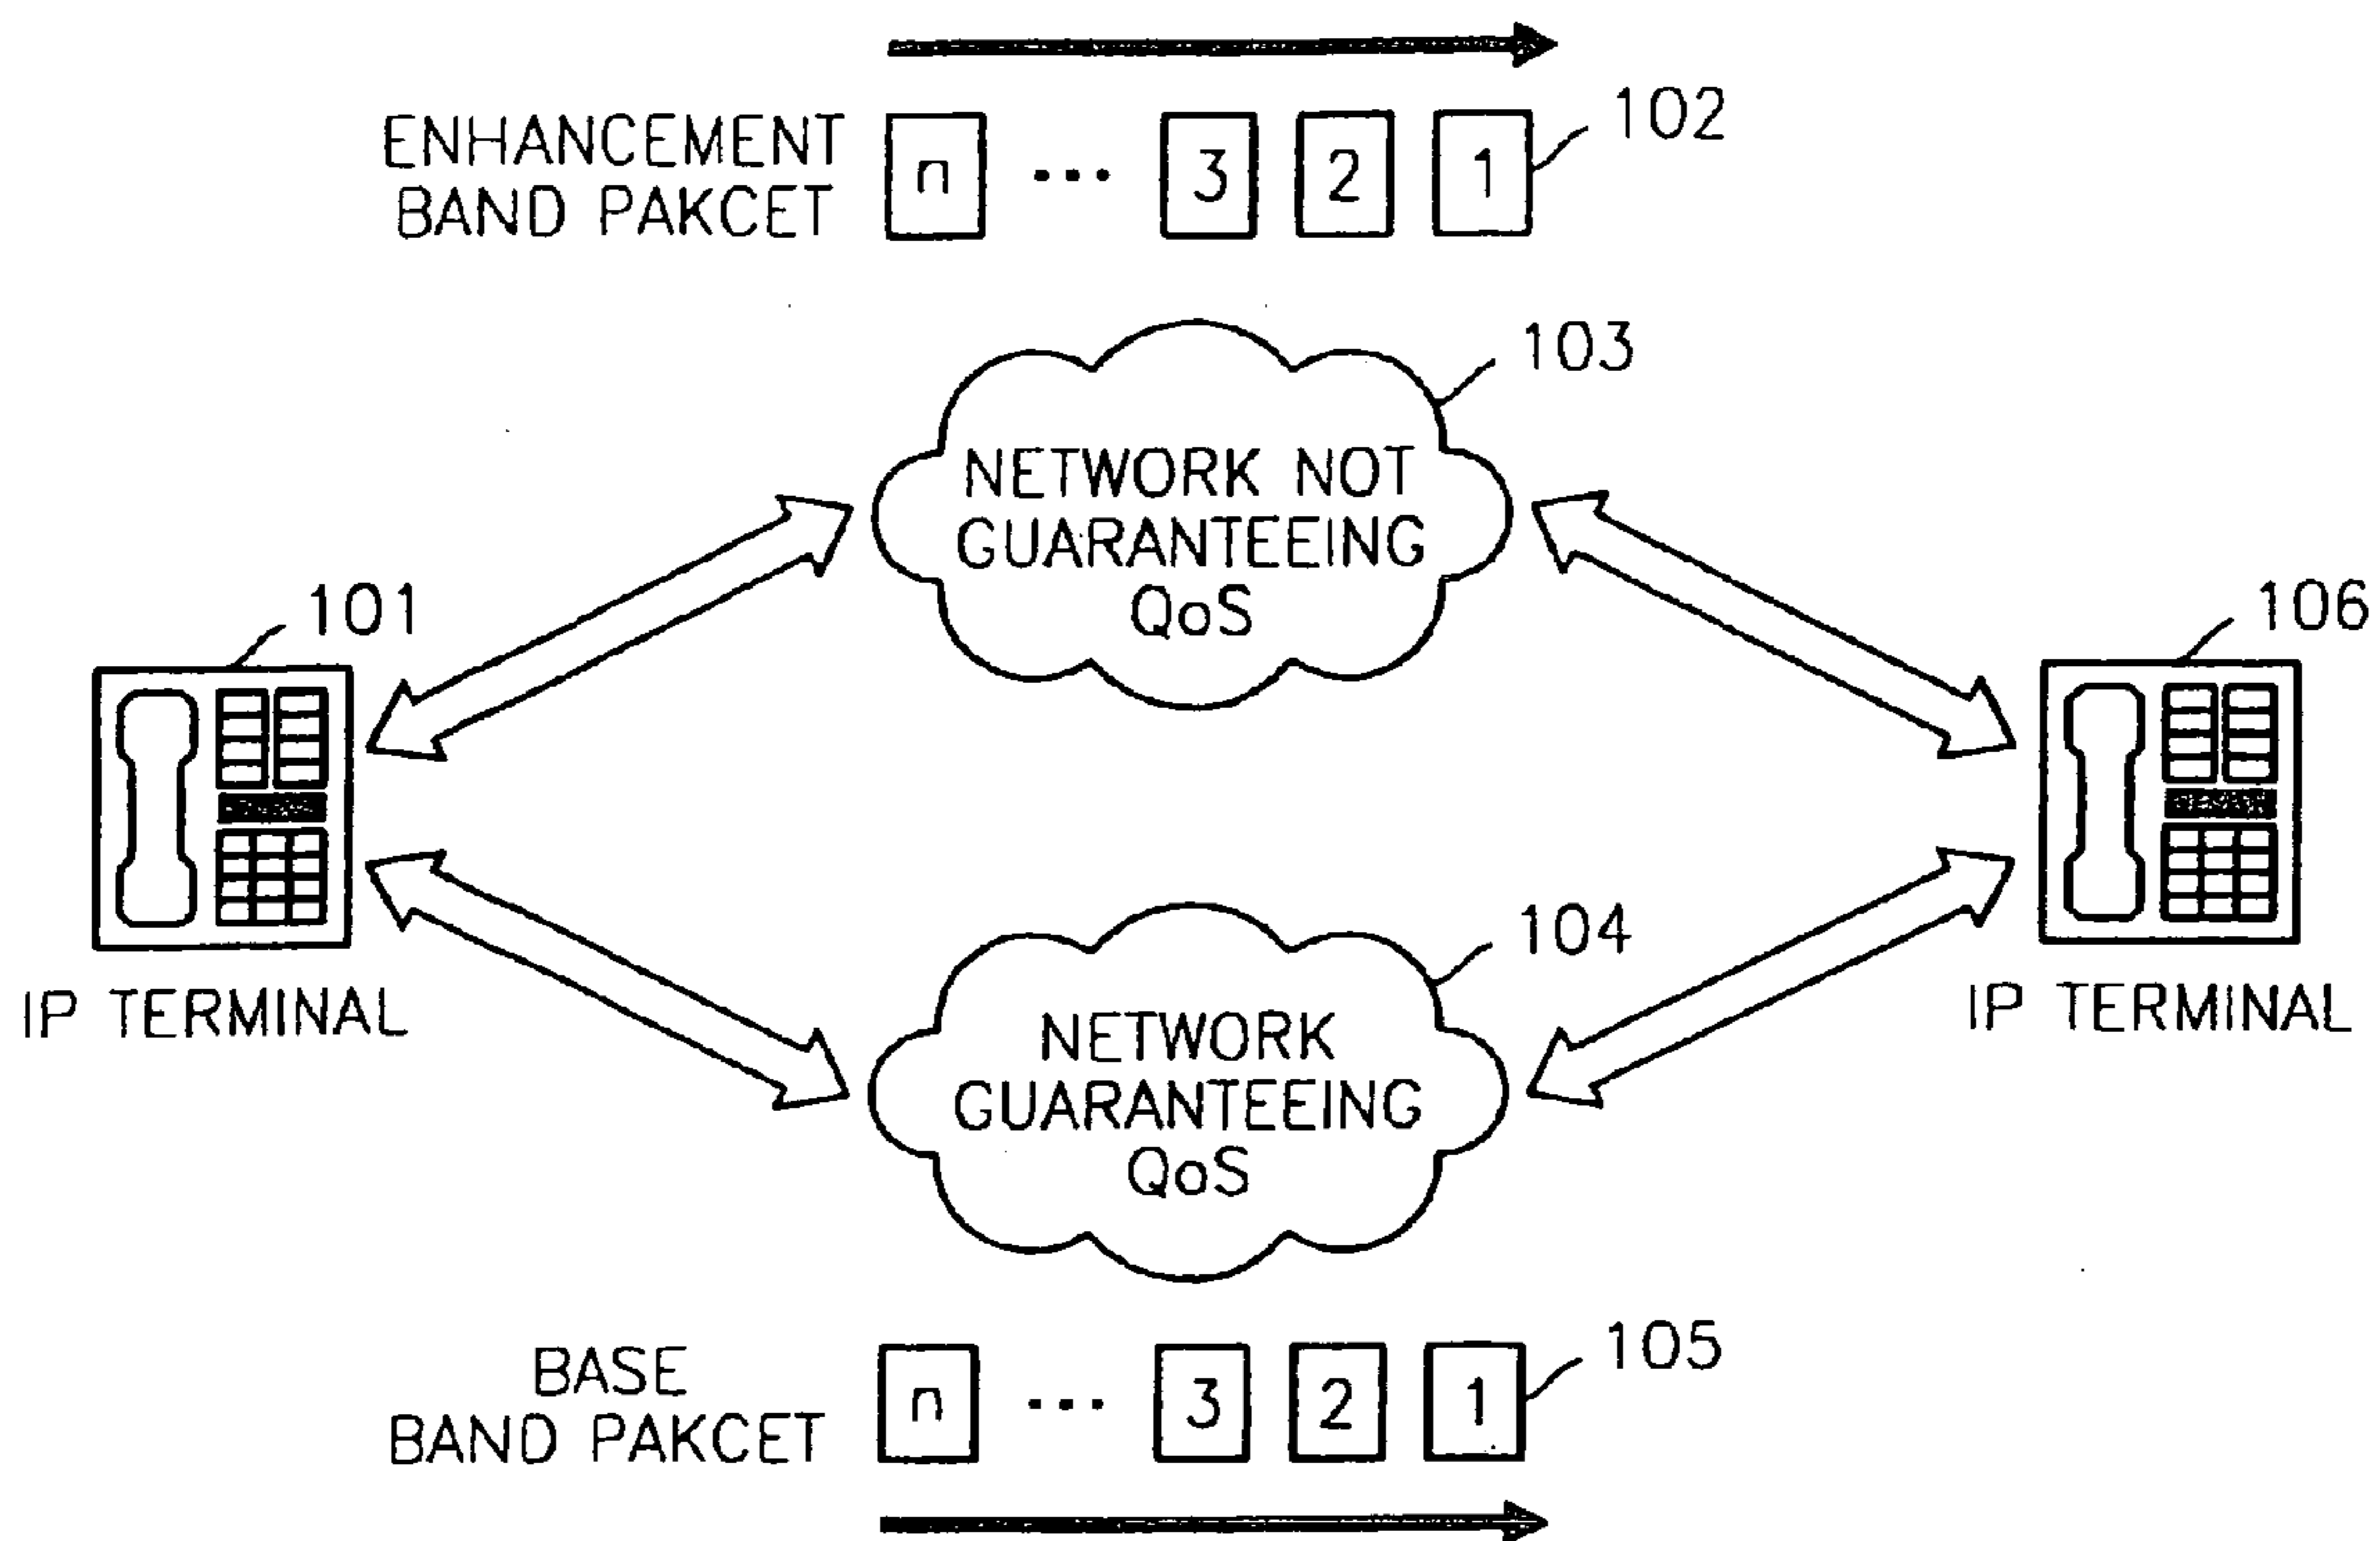 ENHANCEMENT
BAND PAKCET
n ... 3 2 1
102
103
NETWORK NOT
GUARANTEEING
QoS
101
106
IP TERMINAL
IP TERMINAL
104
NETWORK
GUARANTEEING
QoS
BASE
BAND PAKCET
n ... 3 2 1
105